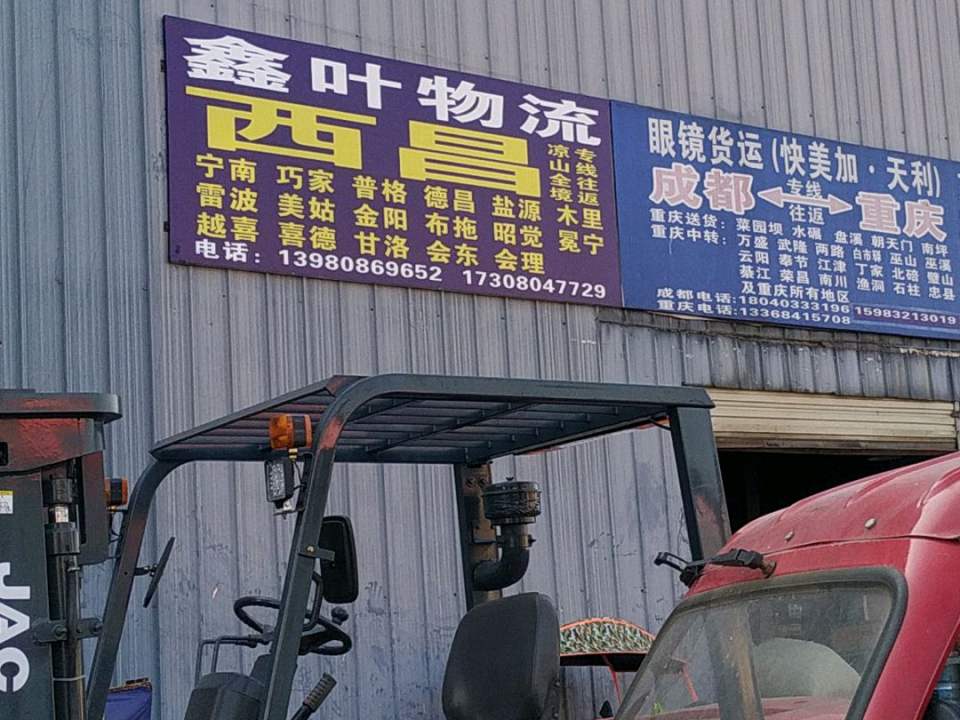 鑫叶物流
西昌
凉山全境
专线往返
宁南 巧家 普格 德昌 盐源 木里
雷波 美姑 金阳 布拖 昭觉 冕宁
越喜 喜德 甘洛 会东 会理
电话: 13980869652 17308047729
眼镜货运(快美加·天利)
成都 专线 重庆
往返
重庆送货: 菜园坝 水碾 盘溪 朝天门 南坪
重庆中转: 万盛 武隆 两路 白市驿 巫山 巫溪
云阳 奉节 江津 丁家 北碚 璧山
綦江 荣昌 南川 渔洞 石柱 忠县
及重庆所有地区
成都电话:18040333196 15983213019
重庆电话:13368415708
JAC